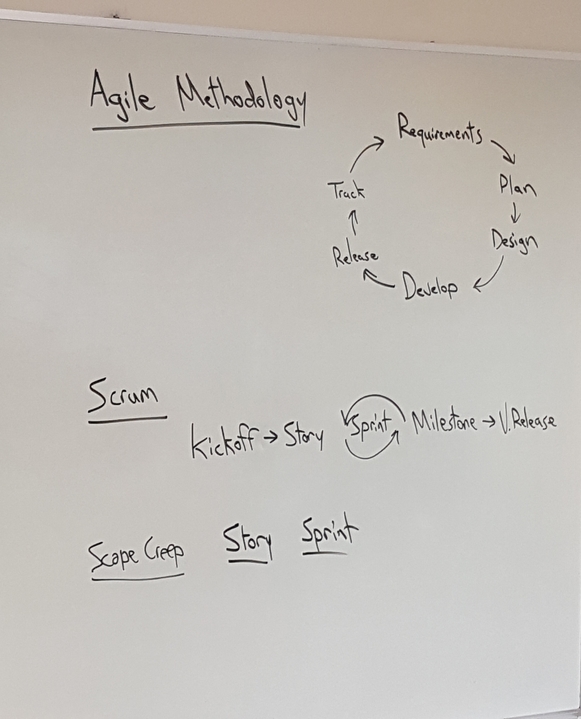 Agile Methodology
Requirements
Plan
Design
Develop
Release
Track
Scrum
Kickoff → Story Sprint Milestone → V.Release
Scope Creep Story Sprint